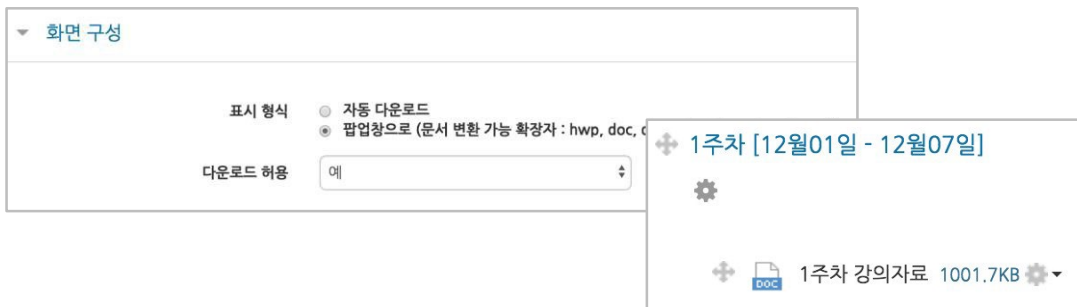 화면 구성
표시 형식
자동 다운로드
팝업창으로 (문서 변환 가능 확장자 : hwp, doc,
다운로드 허용
예
1주차 [12월01일 - 12월07일]
DOC
1주차 강의자료 1001.7KB